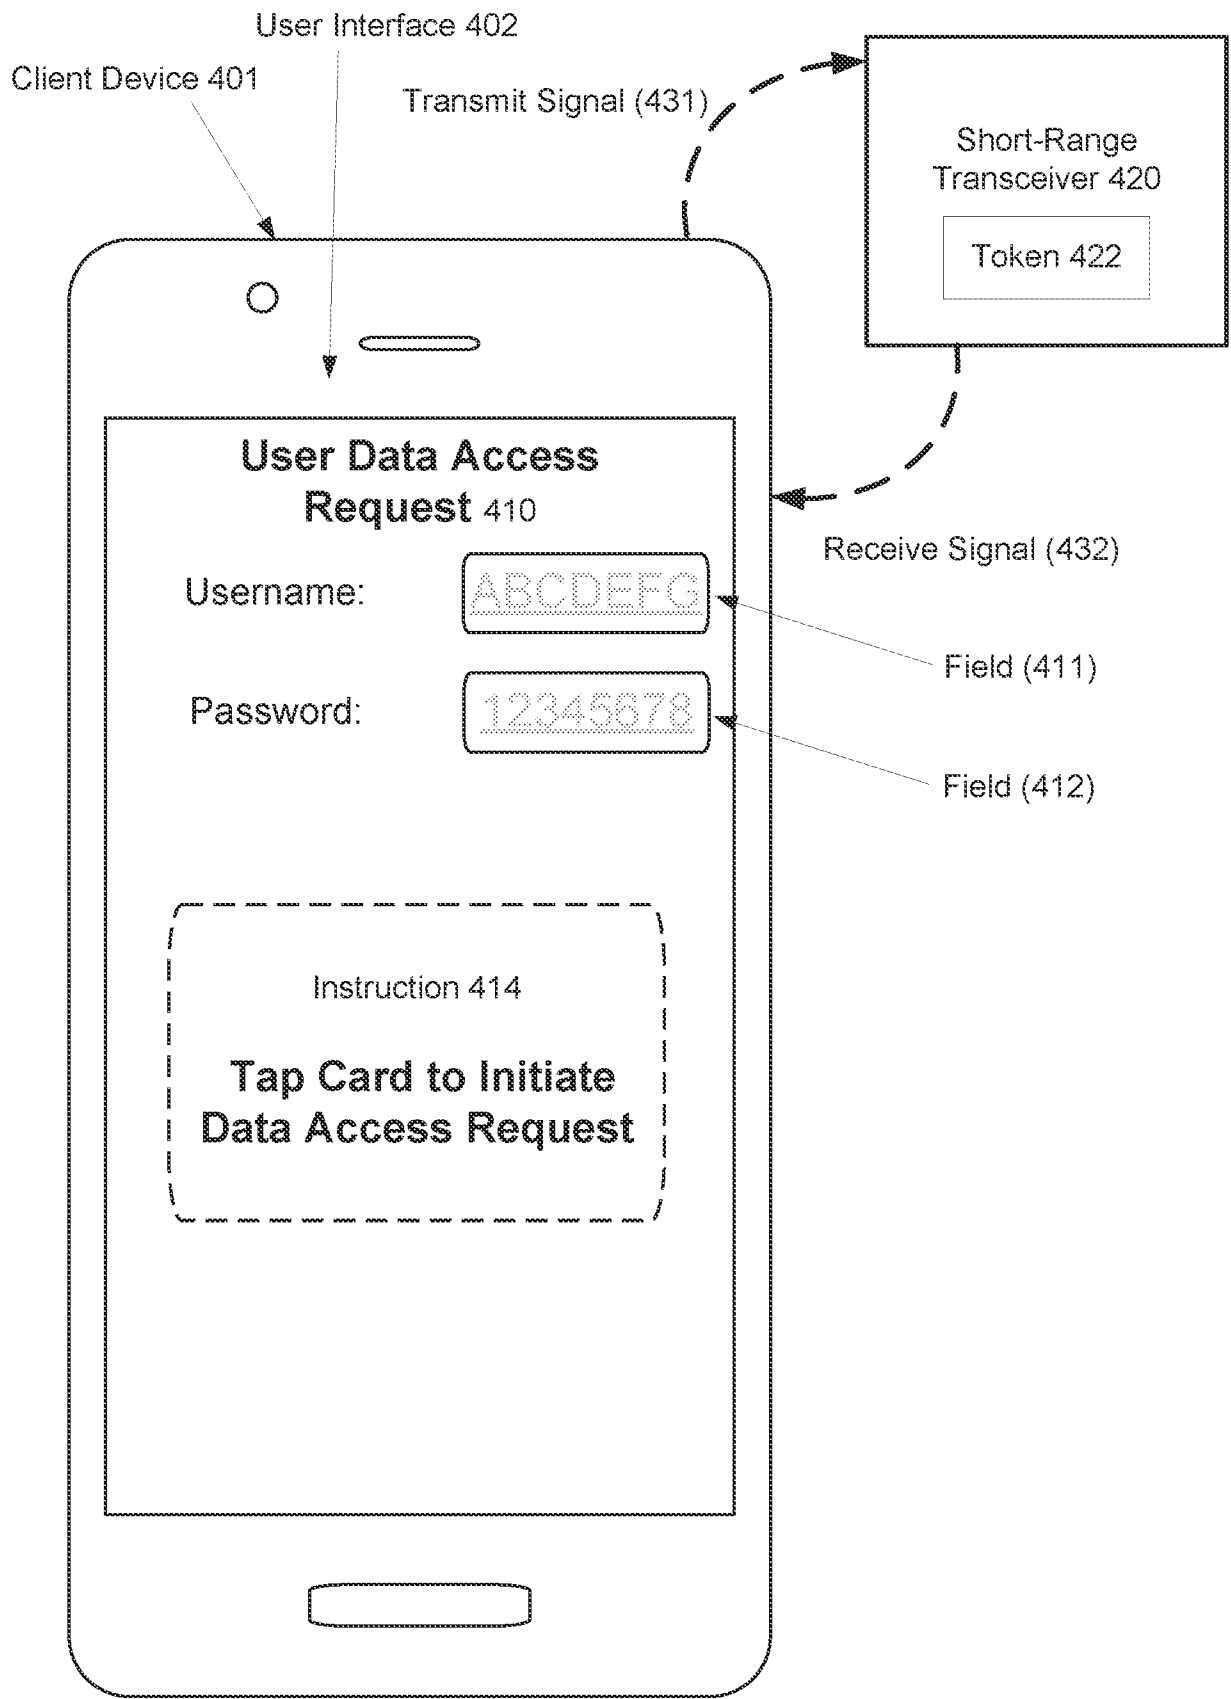 User Interface 402
Client Device 401
Transmit Signal (431)
Short-Range
Transceiver 420
Token 422
User Data Access
Request 410
Receive Signal (432)
Username:
ABCDEFG
Field (411)
Password:
12345678
Field (412)
Instruction 414
Tap Card to Initiate
Data Access Request